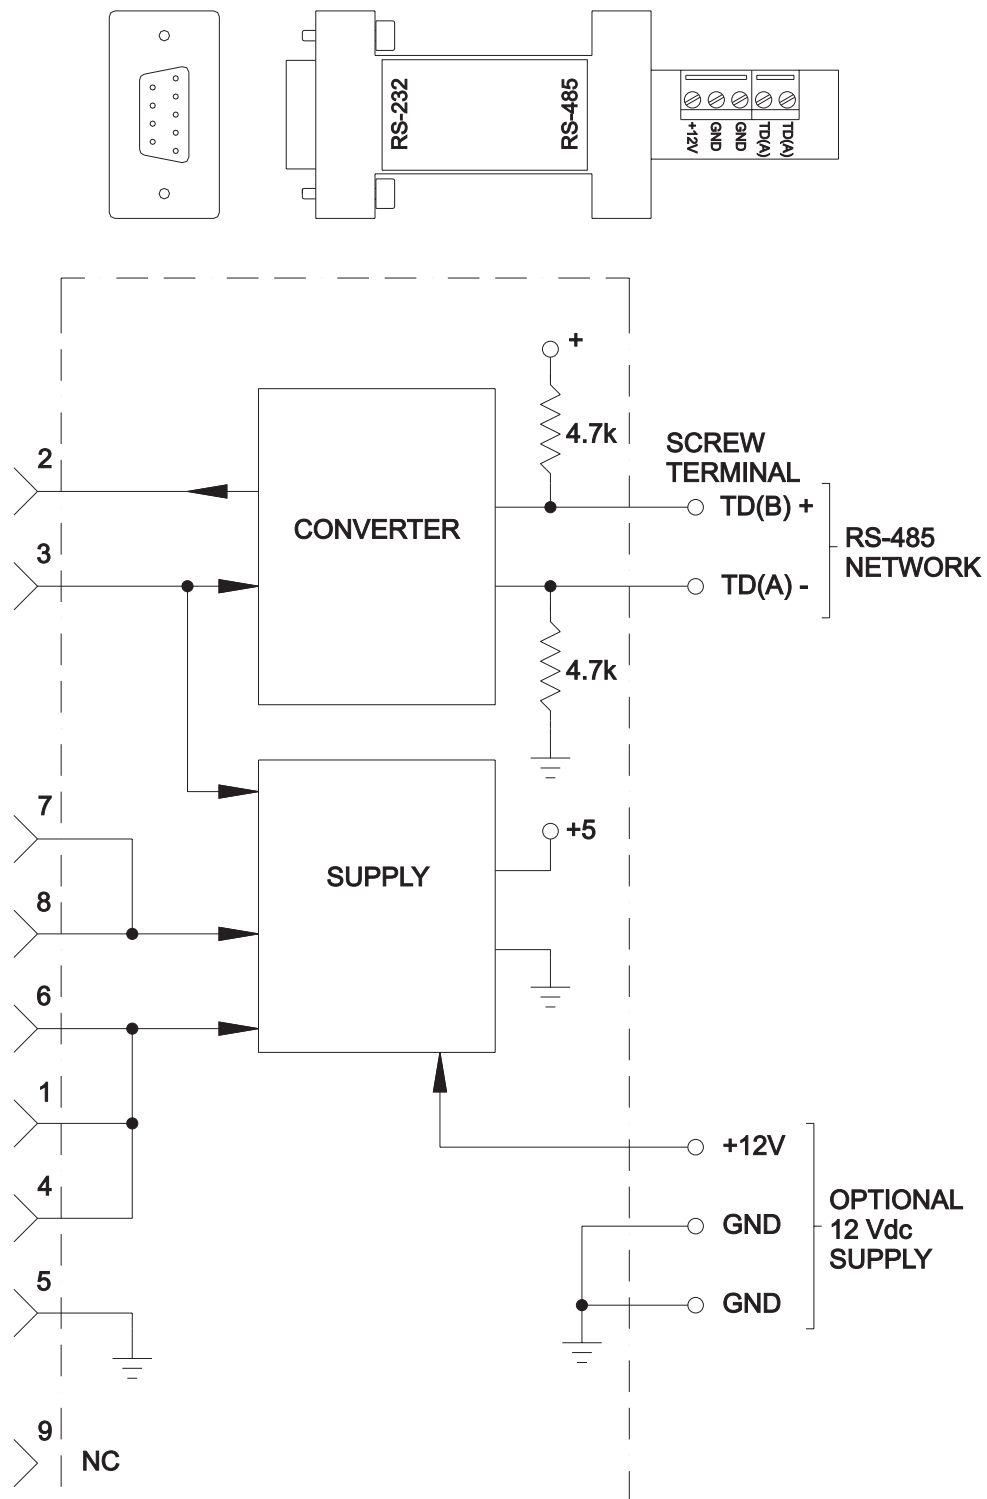 RS-232
RS-485
+12V
GND
GND
TD(A)
TD(A)
+
4.7k
2
SCREW
TERMINAL
TD(B) +
CONVERTER
RS-485
NETWORK
3
TD(A) -
4.7k
7
+5
SUPPLY
8
6
1
+12V
4
OPTIONAL
12 Vdc
SUPPLY
GND
5
GND
9
NC